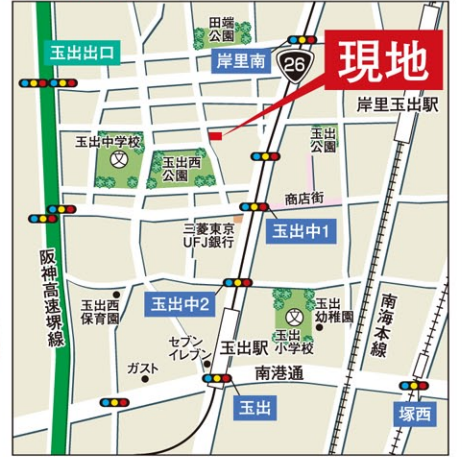 田端
公園
玉出出口
岸里南
26
現地
岸里玉出駅
玉出中学校
文
玉出西
公園
玉出
公園
商店街
三菱東京
UFJ銀行
玉出中1
阪神高速堺線
玉出西
保育園
玉出中2
文
玉出
小学校
玉出
幼稚園
南海本線
セブン
イレブン
玉出駅
ガスト
南港通
玉出
塚西